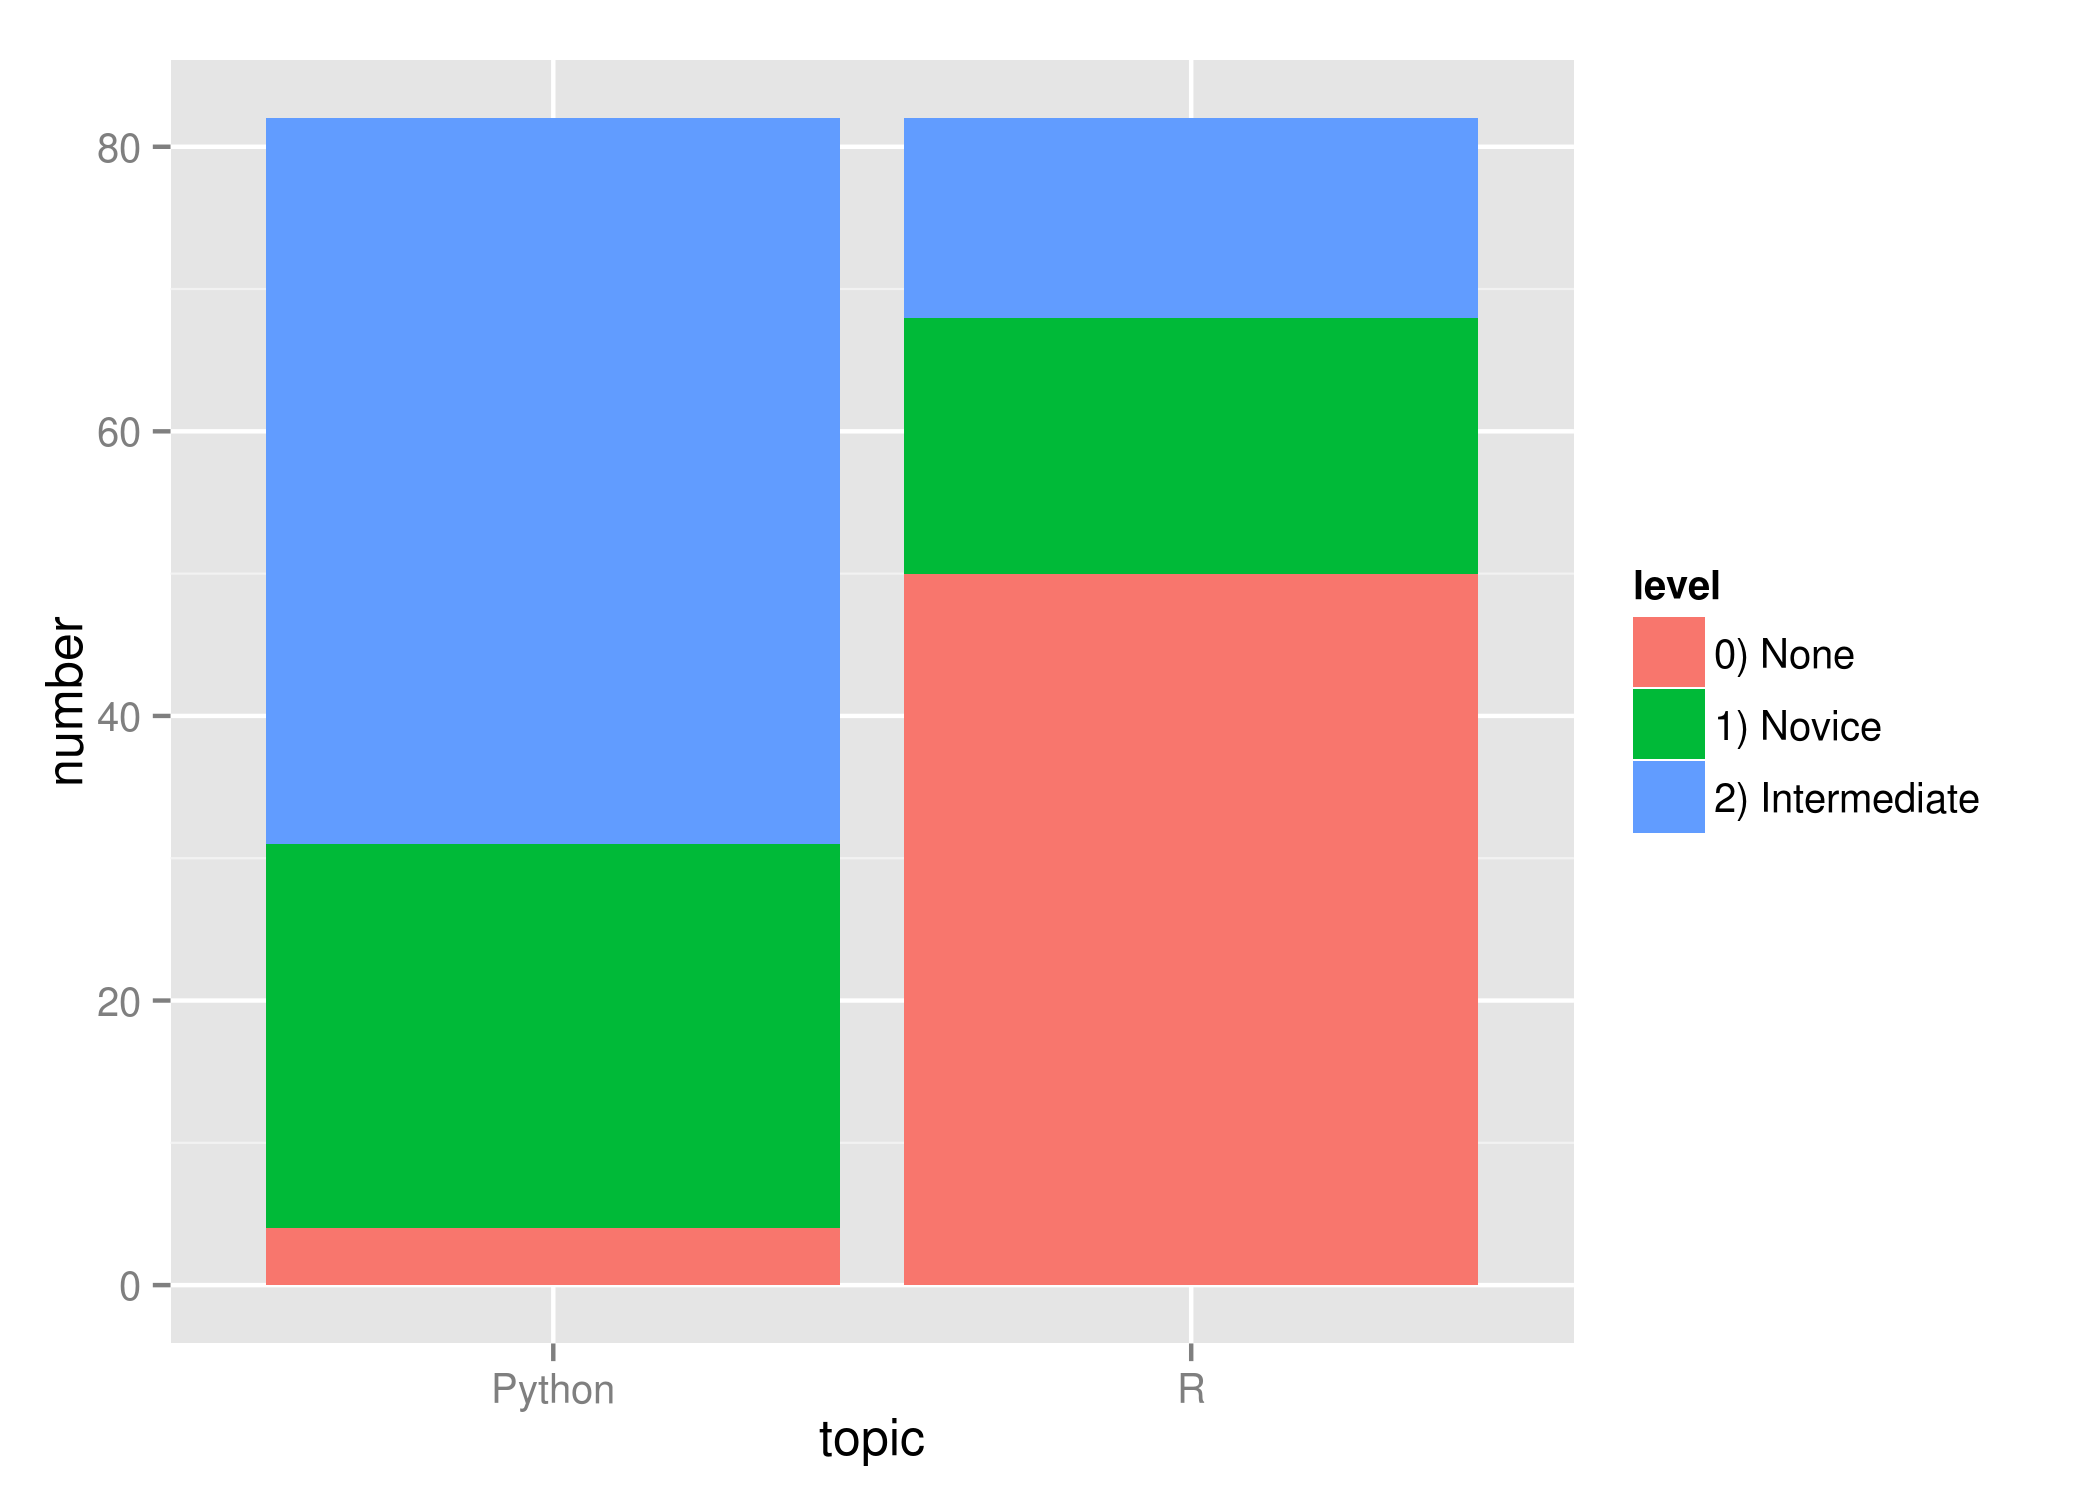 number
80
60
40
20
0
Python
R
topic
level
0) None
1) Novice
2) Intermediate